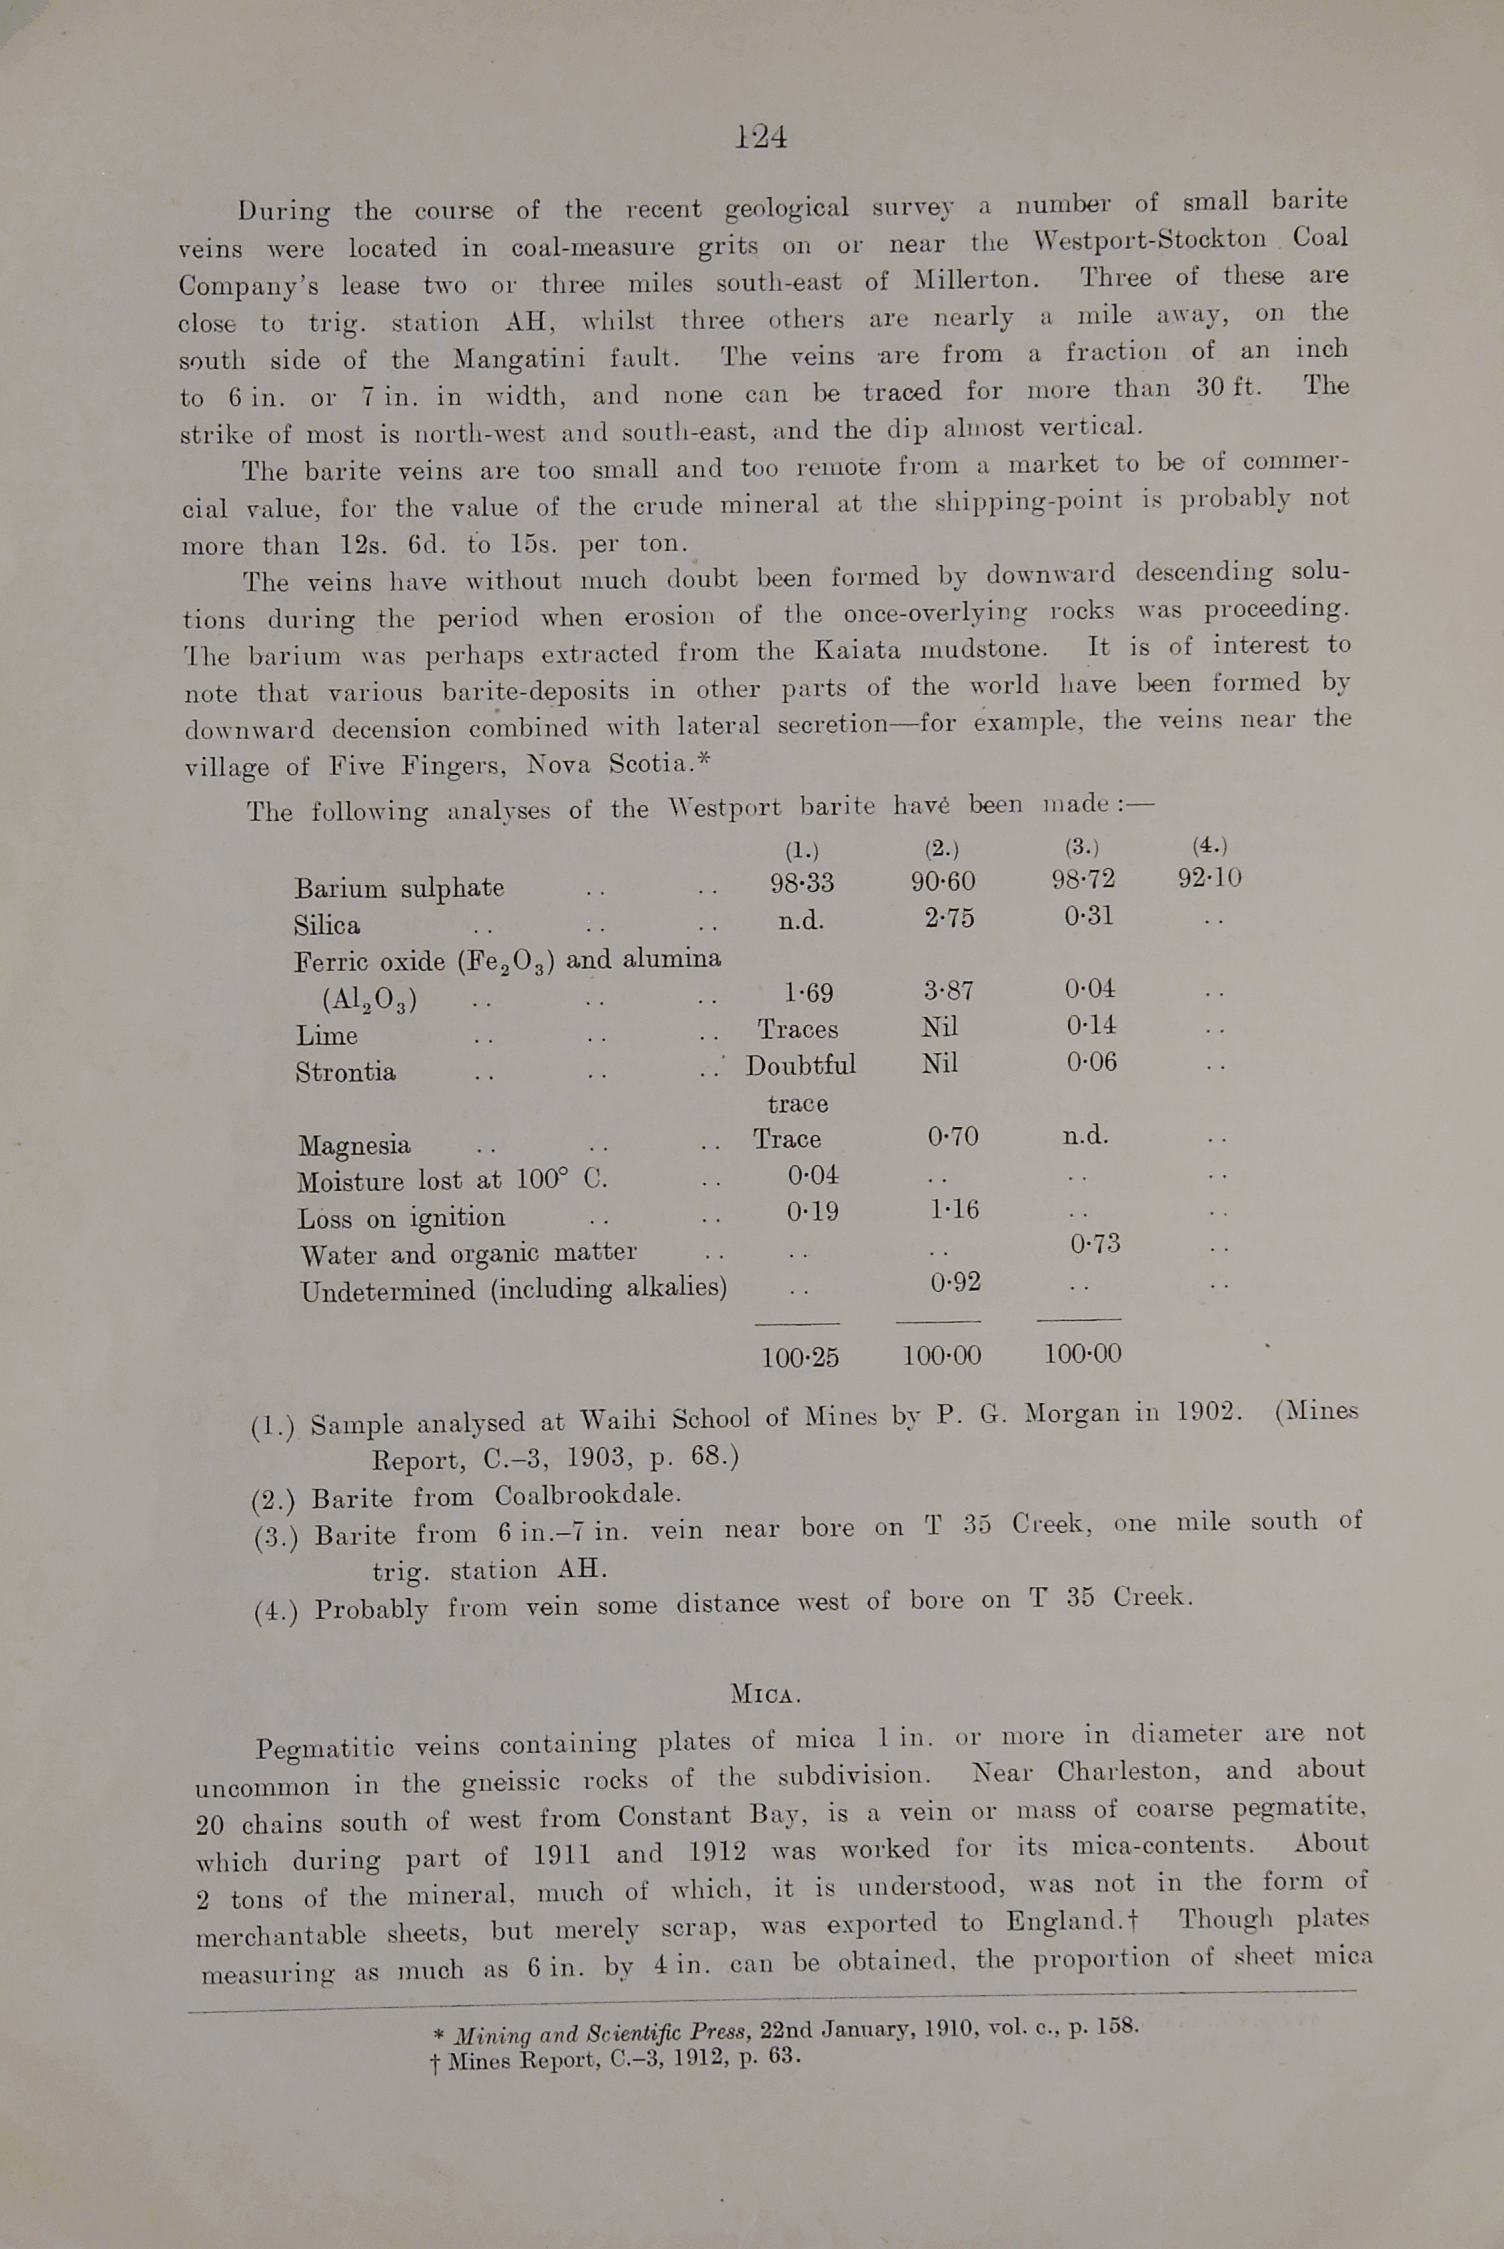 124
During the course of the recent geological survey a number of small barite
veins were located in coal-measure grits on or near the Westport-Stockton Coal
Company's lease two or three miles south-east of Millerton. Three of these are
close to trig. station AH, whilst three others are nearly a mile away, on the
south side of the Mangatini fault. The veins are from a fraction of an inch
to 6 in. or 7 in. in width, and none can be traced for more than 30 ft. The
strike of most is north-west and south-east, and the dip almost vertical.
The barite veins are too small and too remote from a market to be of commer-
cial value, for the value of the crude mineral at the shipping-point is probably not
more than 12s. 6d. to 15s. per ton.
The veins have without much doubt been formed by downward descending solu-
tions during the period when erosion of the once-overlying rocks was proceeding.
The barium was perhaps extracted from the Kaiata mudstone. It is of interest to
note that various barite-deposits in other parts of the world have been formed by
downward decension combined with lateral secretion—for example, the veins near the
village of Five Fingers, Nova Scotia.*
The following analyses of the Westport barite have been made :—
(1.) (2.) (3.) (4.)
Barium sulphate .. .. 98·33 90·60 98·72 92·10
Silica .. .. .. n.d. 2·75 0·31 ..
Ferric oxide (Fe₂O₃) and alumina
(Al₂O₃) .. .. .. 1·69 3·87 0·04 ..
Lime .. .. .. Traces Nil 0·14 ..
Strontia .. .. .. Doubtful Nil 0·06 ..
trace
Magnesia .. .. .. Trace 0·70 n.d. ..
Moisture lost at 100° C. .. 0·04 .. .. ..
Loss on ignition .. .. 0·19 1·16 .. ..
Water and organic matter .. .. .. 0·73 ..
Undetermined (including alkalies) .. 0·92 .. ..
100·25 100·00 100·00
(1.) Sample analysed at Waihi School of Mines by P. G. Morgan in 1902. (Mines
Report, C.–3, 1903, p. 68.)
(2.) Barite from Coalbrookdale.
(3.) Barite from 6 in.–7 in. vein near bore on T 35 Creek, one mile south of
trig. station AH.
(4.) Probably from vein some distance west of bore on T 35 Creek.
MICA.
Pegmatitic veins containing plates of mica 1 in. or more in diameter are not
uncommon in the gneissic rocks of the subdivision. Near Charleston, and about
20 chains south of west from Constant Bay, is a vein or mass of coarse pegmatite,
which during part of 1911 and 1912 was worked for its mica-contents. About
2 tons of the mineral, much of which, it is understood, was not in the form of
merchantable sheets, but merely scrap, was exported to England.† Though plates
measuring as much as 6 in. by 4 in. can be obtained, the proportion of sheet mica
* Mining and Scientific Press, 22nd January, 1910, vol. c., p. 158.
† Mines Report, C.–3, 1912, p. 63.